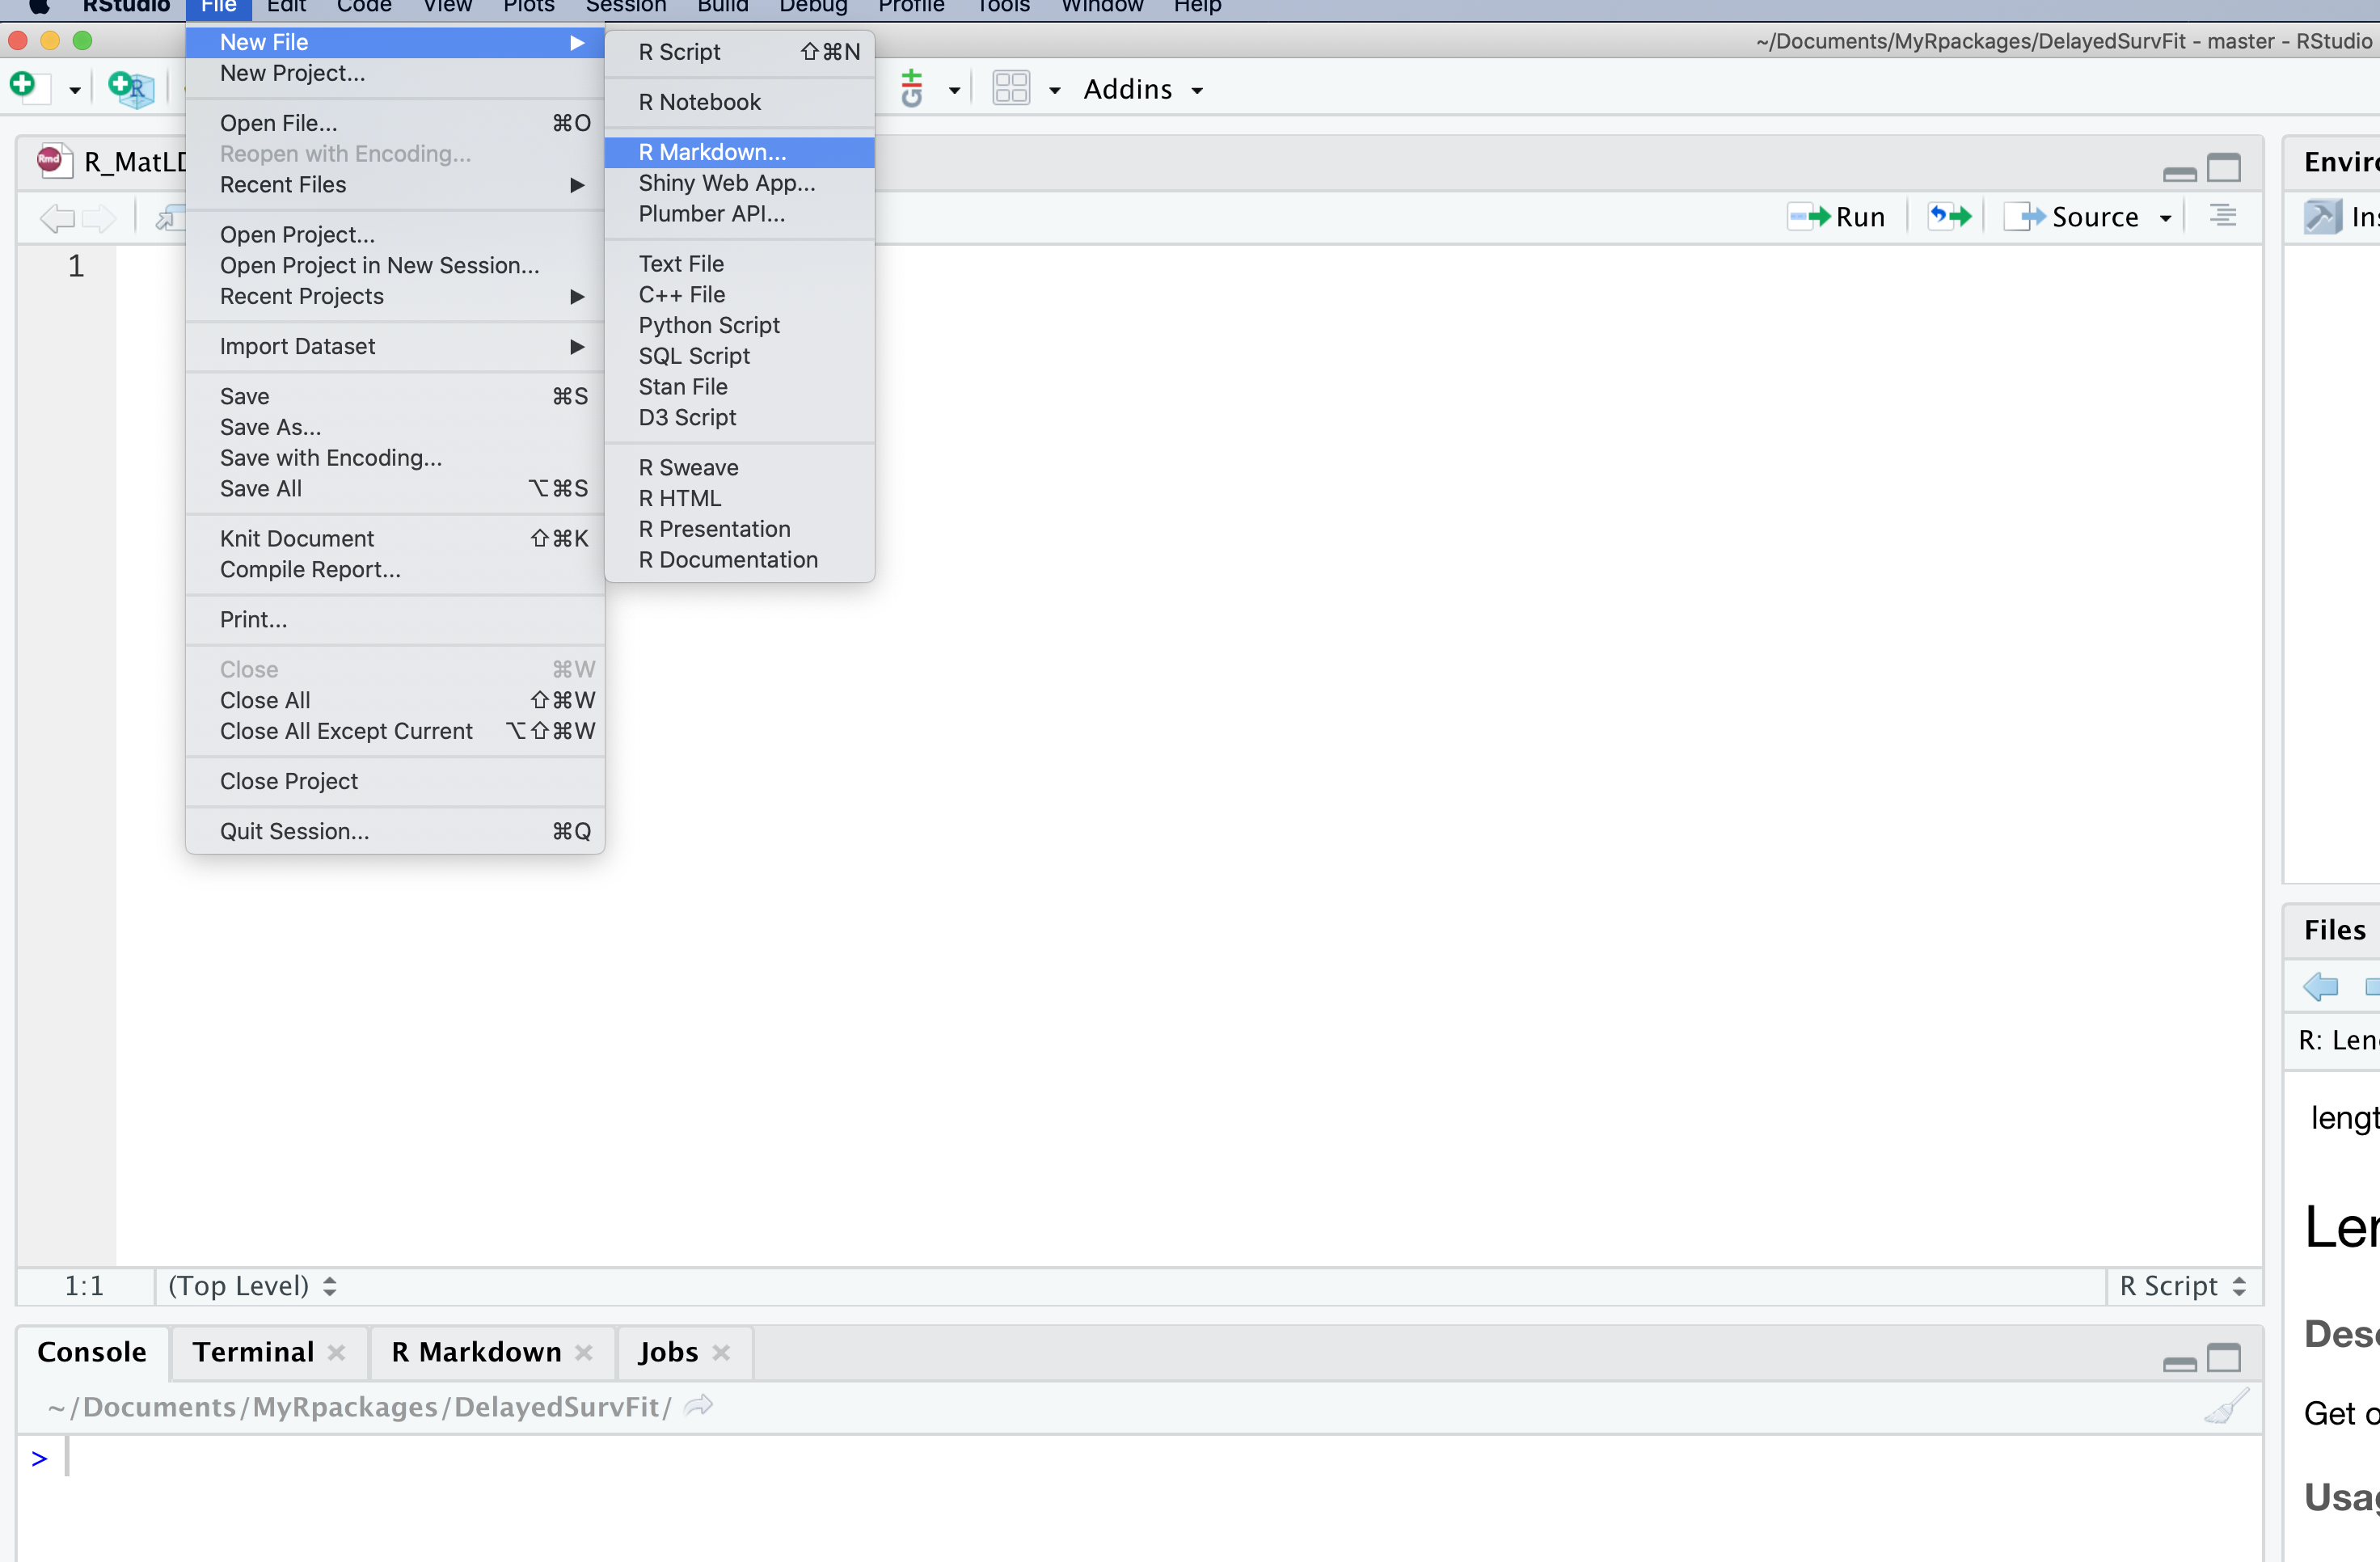 RStudio File Edit Code View Plots Session Build Debug Profile Tools Window Help
~/Documents/MyRpackages/DelayedSurvFit - master - RStudio
New File
New Project...
Open File... ⌘O
Reopen with Encoding...
Recent Files
Open Project...
Open Project in New Session...
Recent Projects
Import Dataset
Save ⌘S
Save As...
Save with Encoding...
Save All ⌥⌘S
Knit Document ⇧⌘K
Compile Report...
Print...
Close ⌘W
Close All ⇧⌘W
Close All Except Current ⌥⇧⌘W
Close Project
Quit Session... ⌘Q
R Script ⇧⌘N
R Notebook
R Markdown...
Shiny Web App...
Plumber API...
Text File
C++ File
Python Script
SQL Script
Stan File
D3 Script
R Sweave
R HTML
R Presentation
R Documentation
Git
Addins
Rmd R_MatLD
Run Source
1
1:1 (Top Level) R Script
Console Terminal R Markdown Jobs
~/Documents/MyRpackages/DelayedSurvFit/
>
Enviro
Ins
Files
R: Len
lengt
Len
Desc
Get o
Usag